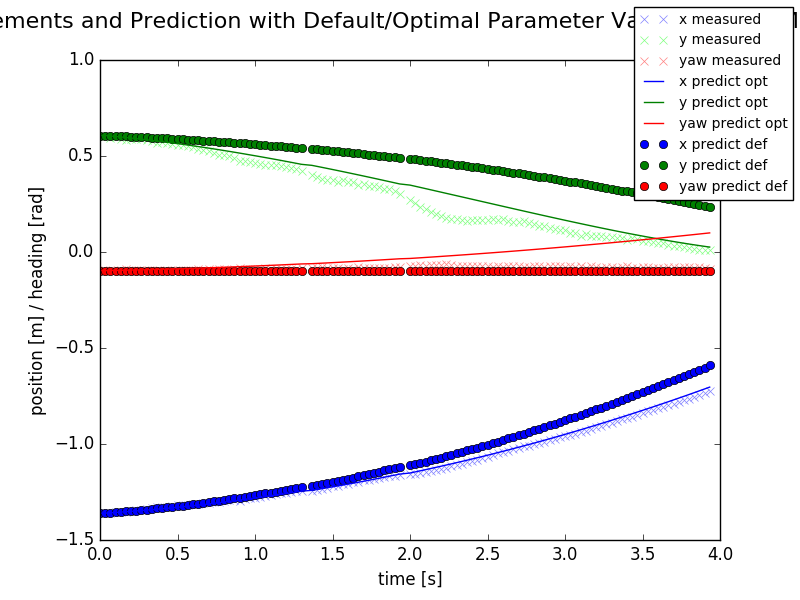 ements and Prediction with Default/Optimal Parameter Va
x measured
y measured
yaw measured
x predict opt
y predict opt
yaw predict opt
x predict def
y predict def
yaw predict def
1.0
0.5
0.0
−0.5
−1.0
−1.5
position [m] / heading [rad]
0.0 0.5 1.0 1.5 2.0 2.5 3.0 3.5 4.0
time [s]